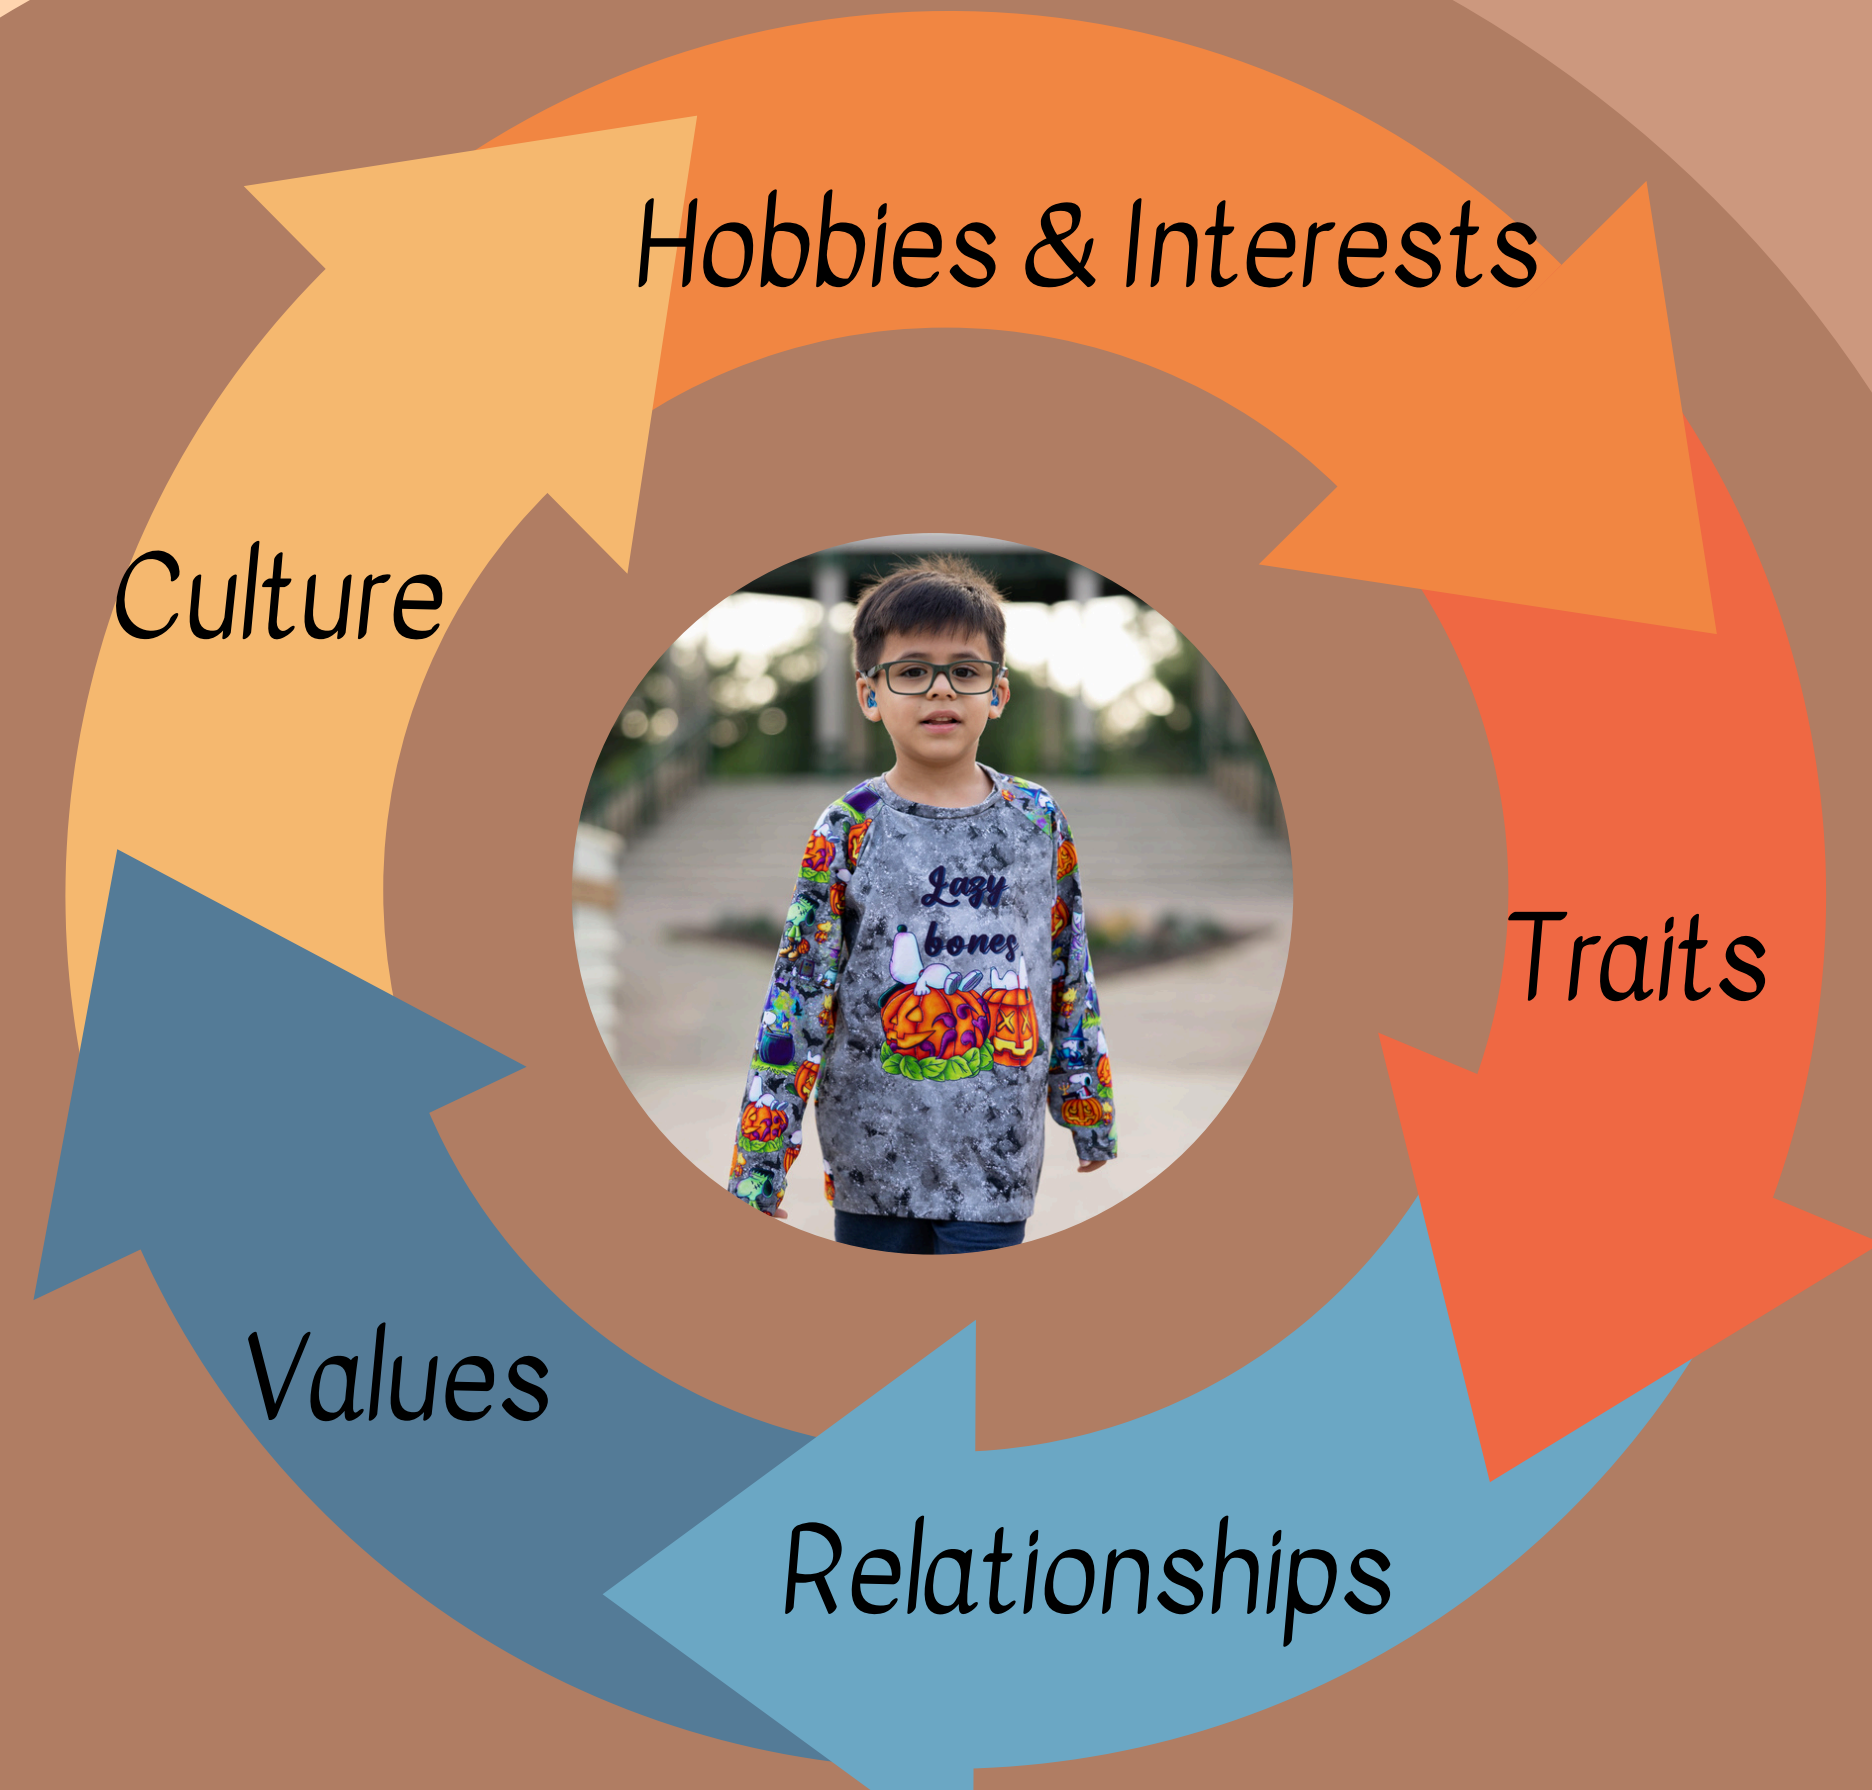 Hobbies & Interests
Culture
Lazy
bones
Traits
Values
Relationships